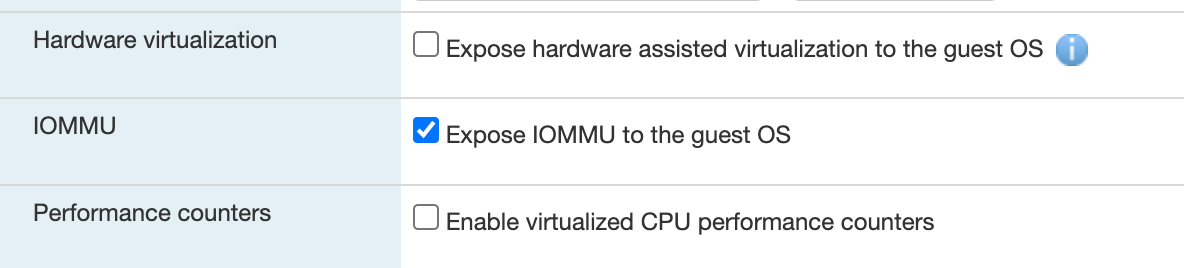 Hardware virtualization
Expose hardware assisted virtualization to the guest OS
IOMMU
Expose IOMMU to the guest OS
Performance counters
Enable virtualized CPU performance counters